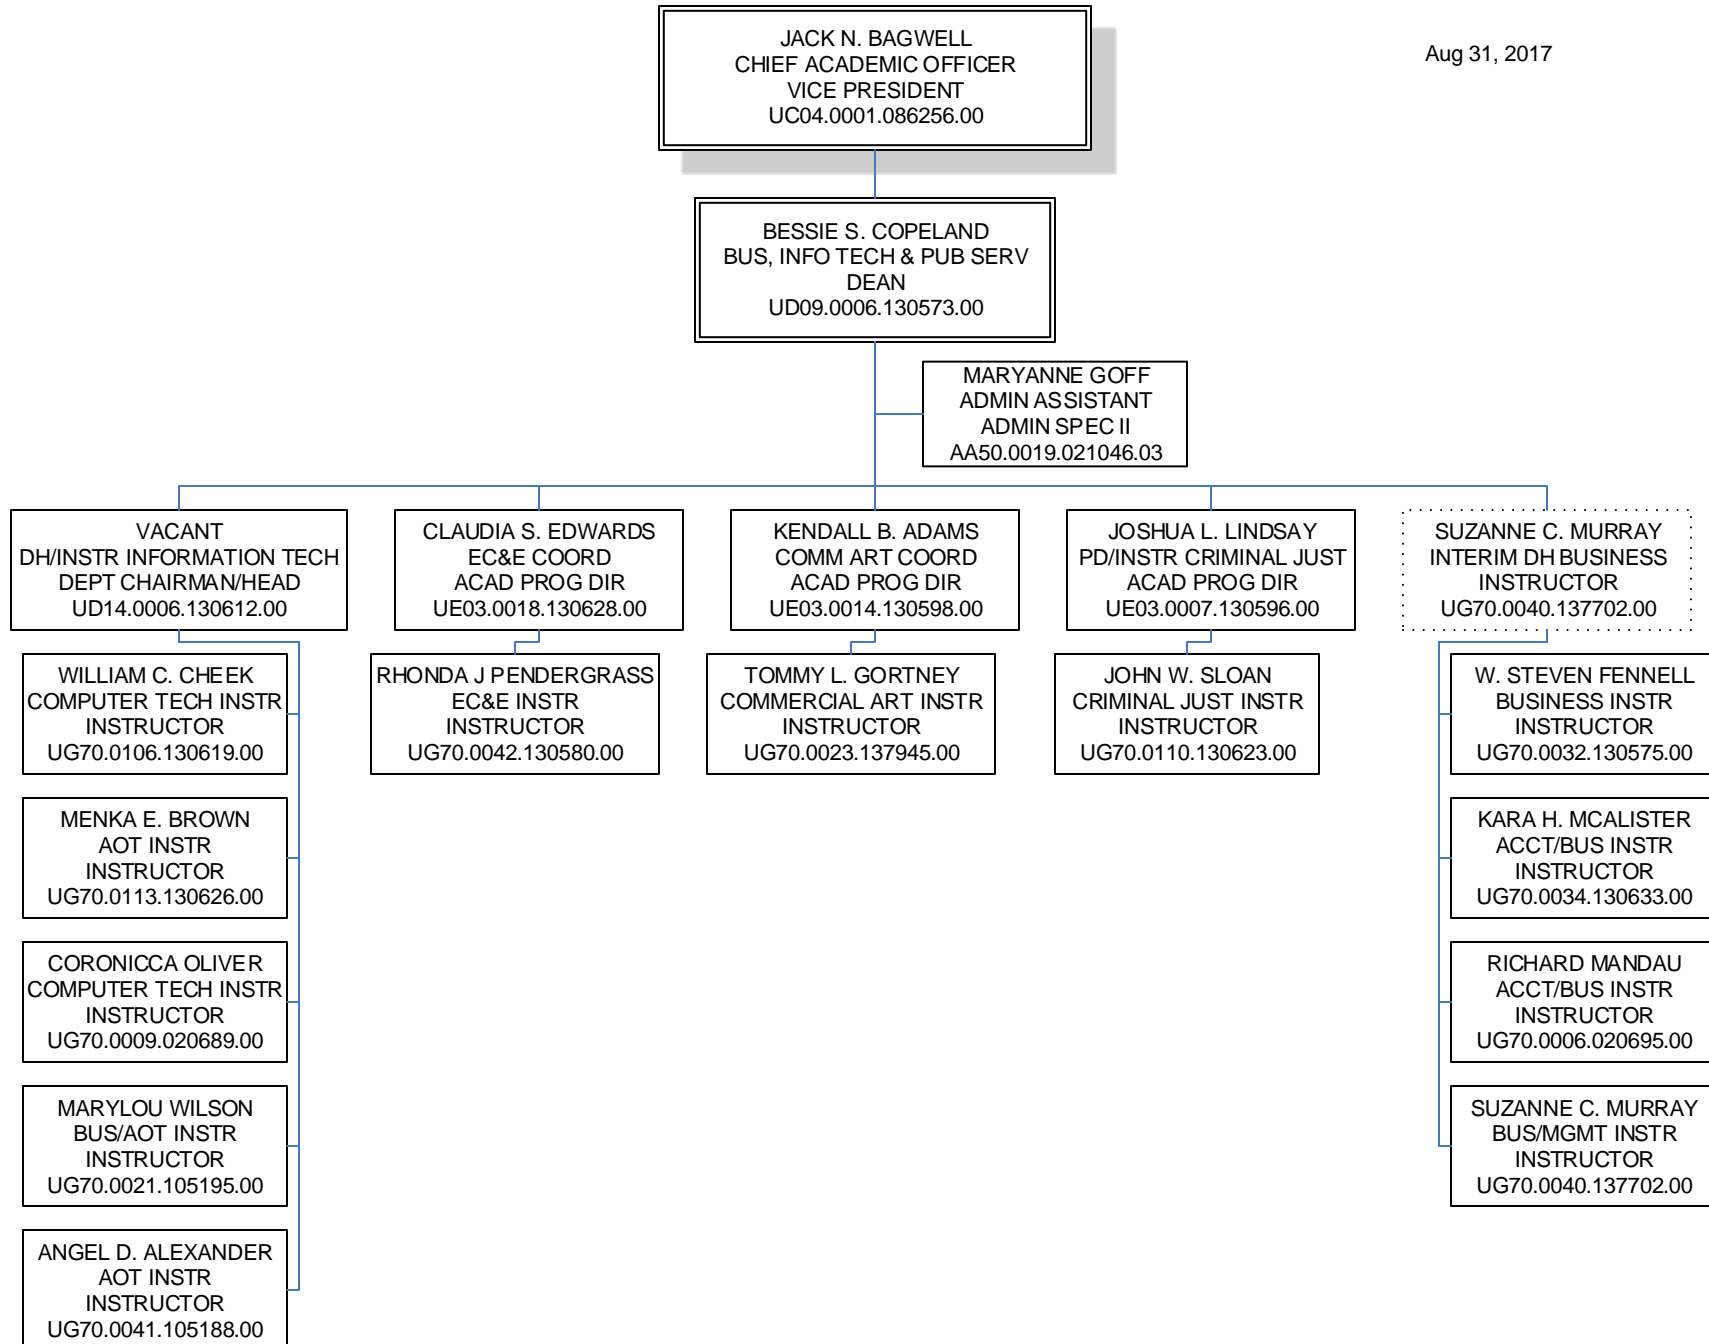 JACK N. BAGWELL
CHIEF ACADEMIC OFFICER
VICE PRESIDENT
UC04.0001.086256.00
Aug 31, 2017
BESSIE S. COPELAND
BUS, INFO TECH & PUB SERV
DEAN
UD09.0006.130573.00
MARYANNE GOFF
ADMIN ASSISTANT
ADMIN SPEC II
AA50.0019.021046.03
VACANT
DH/INSTR INFORMATION TECH
DEPT CHAIRMAN/HEAD
UD14.0006.130612.00
CLAUDIA S. EDWARDS
EC&E COORD
ACAD PROG DIR
UE03.0018.130628.00
KENDALL B. ADAMS
COMM ART COORD
ACAD PROG DIR
UE03.0014.130598.00
JOSHUA L. LINDSAY
PD/INSTR CRIMINAL JUST
ACAD PROG DIR
UE03.0007.130596.00
SUZANNE C. MURRAY
INTERIM DH BUSINESS
INSTRUCTOR
UG70.0040.137702.00
WILLIAM C. CHEEK
COMPUTER TECH INSTR
INSTRUCTOR
UG70.0106.130619.00
RHONDA J PENDERGRASS
EC&E INSTR
INSTRUCTOR
UG70.0042.130580.00
TOMMY L. GORTNEY
COMMERCIAL ART INSTR
INSTRUCTOR
UG70.0023.137945.00
JOHN W. SLOAN
CRIMINAL JUST INSTR
INSTRUCTOR
UG70.0110.130623.00
W. STEVEN FENNELL
BUSINESS INSTR
INSTRUCTOR
UG70.0032.130575.00
MENKA E. BROWN
AOT INSTR
INSTRUCTOR
UG70.0113.130626.00
KARA H. MCALISTER
ACCT/BUS INSTR
INSTRUCTOR
UG70.0034.130633.00
CORONICCA OLIVER
COMPUTER TECH INSTR
INSTRUCTOR
UG70.0009.020689.00
RICHARD MANDAU
ACCT/BUS INSTR
INSTRUCTOR
UG70.0006.020695.00
MARYLOU WILSON
BUS/AOT INSTR
INSTRUCTOR
UG70.0021.105195.00
SUZANNE C. MURRAY
BUS/MGMT INSTR
INSTRUCTOR
UG70.0040.137702.00
ANGEL D. ALEXANDER
AOT INSTR
INSTRUCTOR
UG70.0041.105188.00